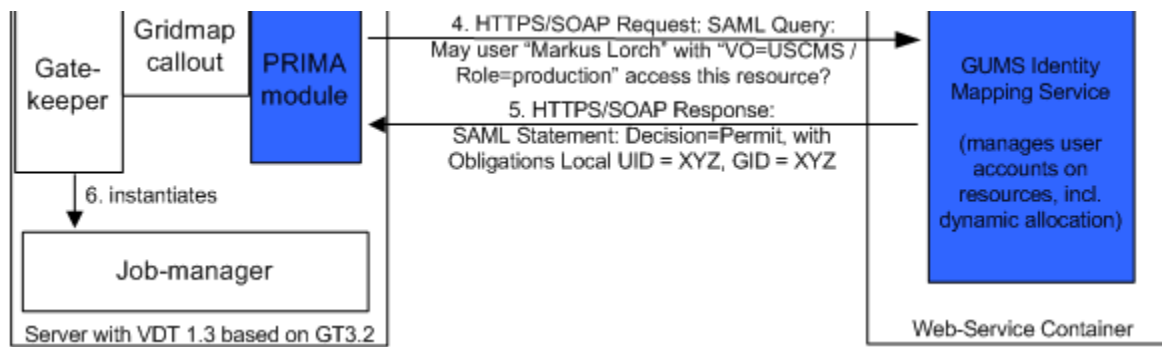 4. HTTPS/SOAP Request: SAML Query:
May user “Markus Lorch” with “VO=USCMS /
Role=production” access this resource?
Gridmap
callout
Gate-
keeper
PRIMA
module
5. HTTPS/SOAP Response:
SAML Statement: Decision=Permit, with
Obligations Local UID = XYZ, GID = XYZ
GUMS Identity
Mapping Service
(manages user
accounts on
resources, incl.
dynamic allocation)
6. instantiates
Job-manager
Server with VDT 1.3 based on GT3.2
Web-Service Container